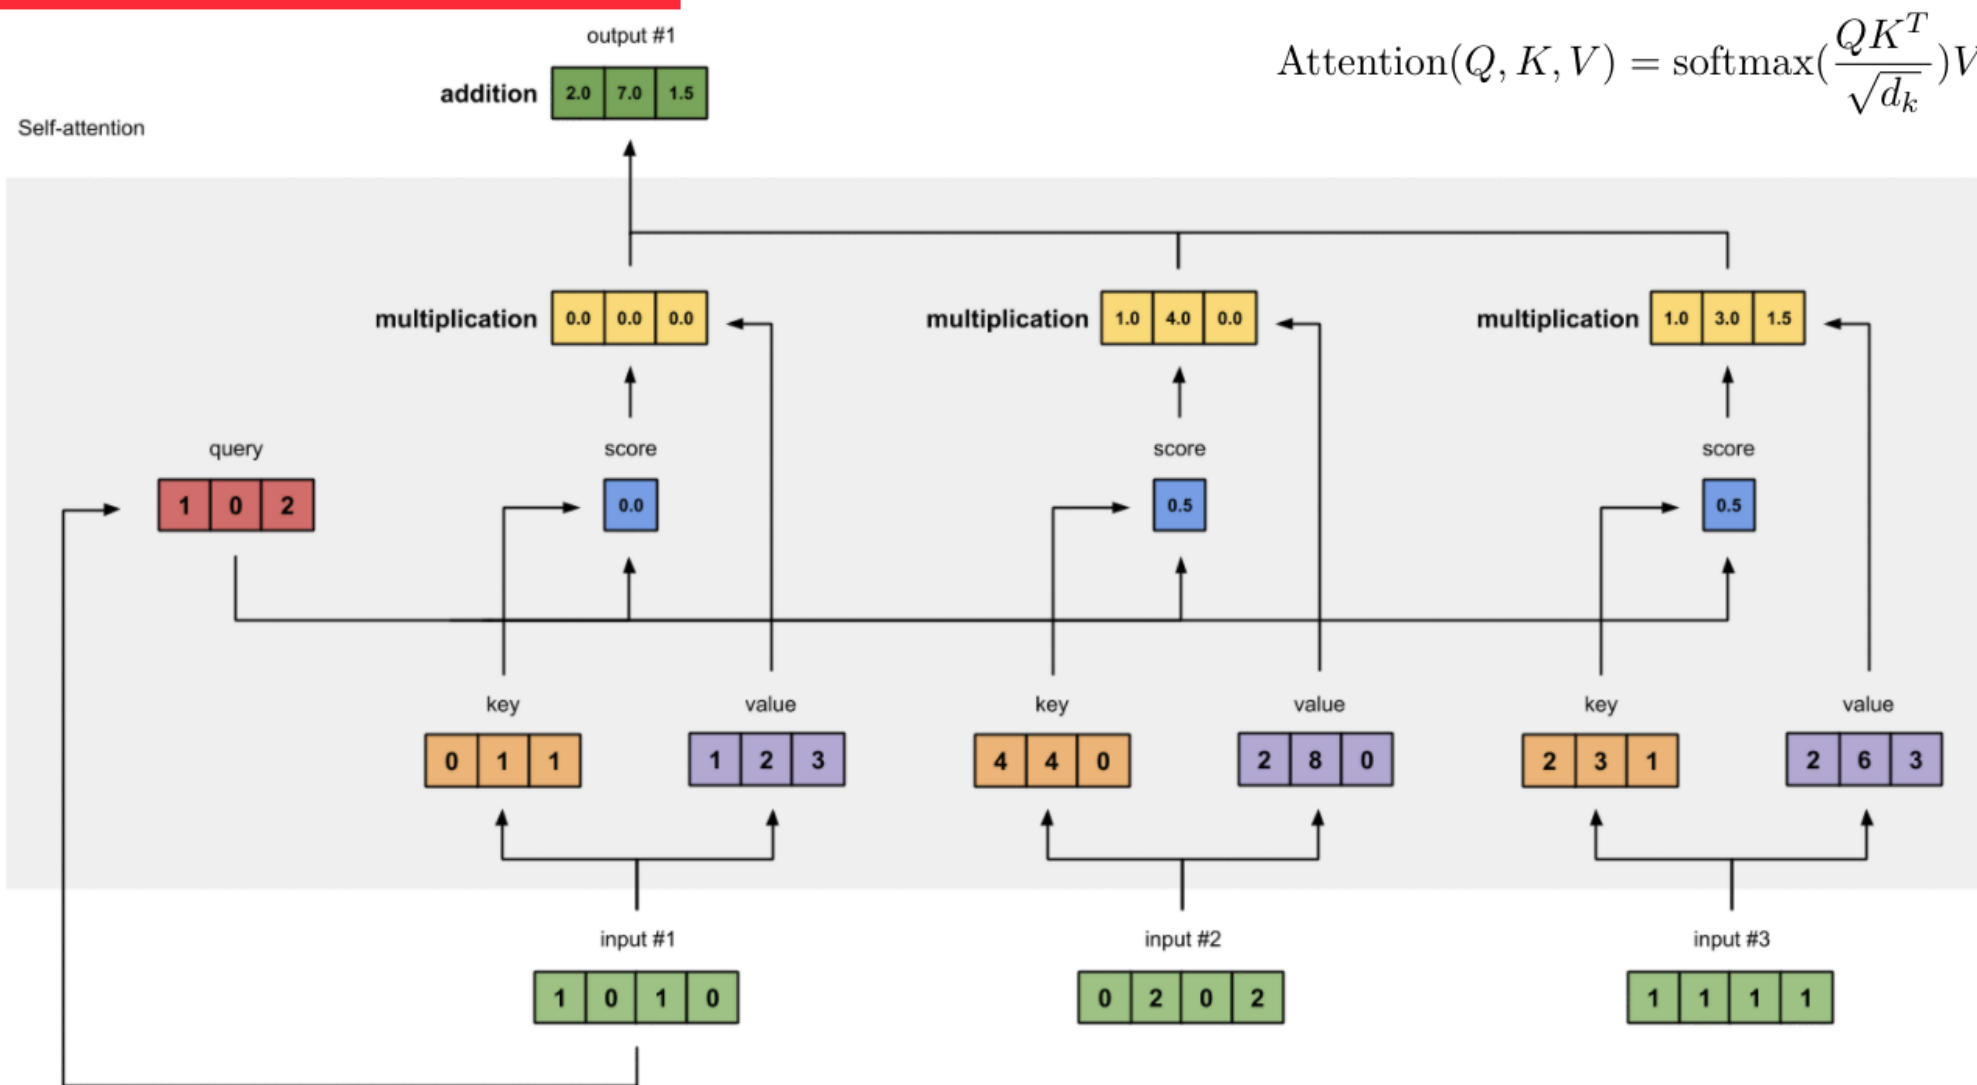 output #1
Attention(Q, K, V) = softmax(\frac{QK^T}{\sqrt{d_k}})V
addition 2.0 7.0 1.5
Self-attention
multiplication 0.0 0.0 0.0 multiplication 1.0 4.0 0.0 multiplication 1.0 3.0 1.5
query score score score
1 0 2 0.0 0.5 0.5
key value key value key value
0 1 1 1 2 3 4 4 0 2 8 0 2 3 1 2 6 3
input #1 input #2 input #3
1 0 1 0 0 2 0 2 1 1 1 1